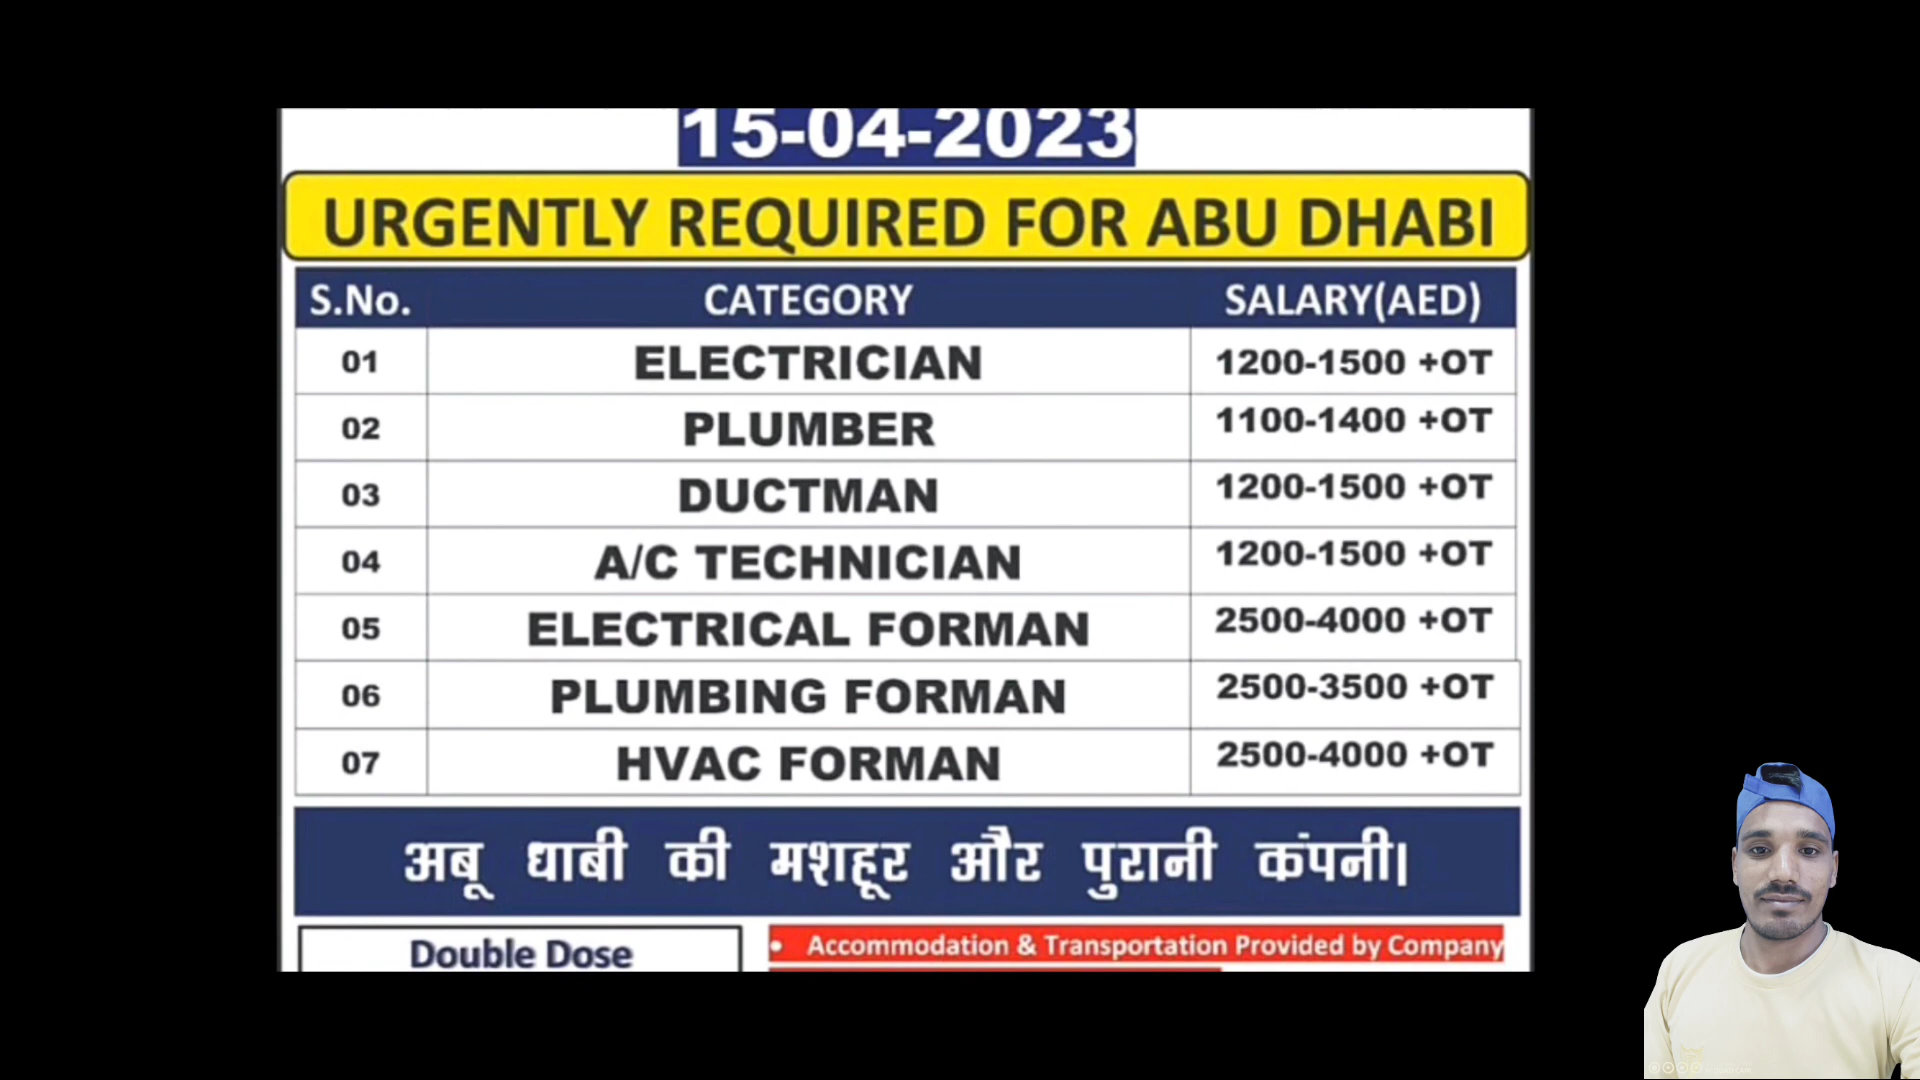 15-04-2023
URGENTLY REQUIRED FOR ABU DHABI
S.No. CATEGORY SALARY(AED)
01 ELECTRICIAN 1200-1500 +OT
02 PLUMBER 1100-1400 +OT
03 DUCTMAN 1200-1500 +OT
04 A/C TECHNICIAN 1200-1500 +OT
05 ELECTRICAL FORMAN 2500-4000 +OT
06 PLUMBING FORMAN 2500-3500 +OT
07 HVAC FORMAN 2500-4000 +OT
अबू धाबी की मशहूर और पुरानी कंपनी।
Double Dose
• Accommodation & Transportation Provided by Company